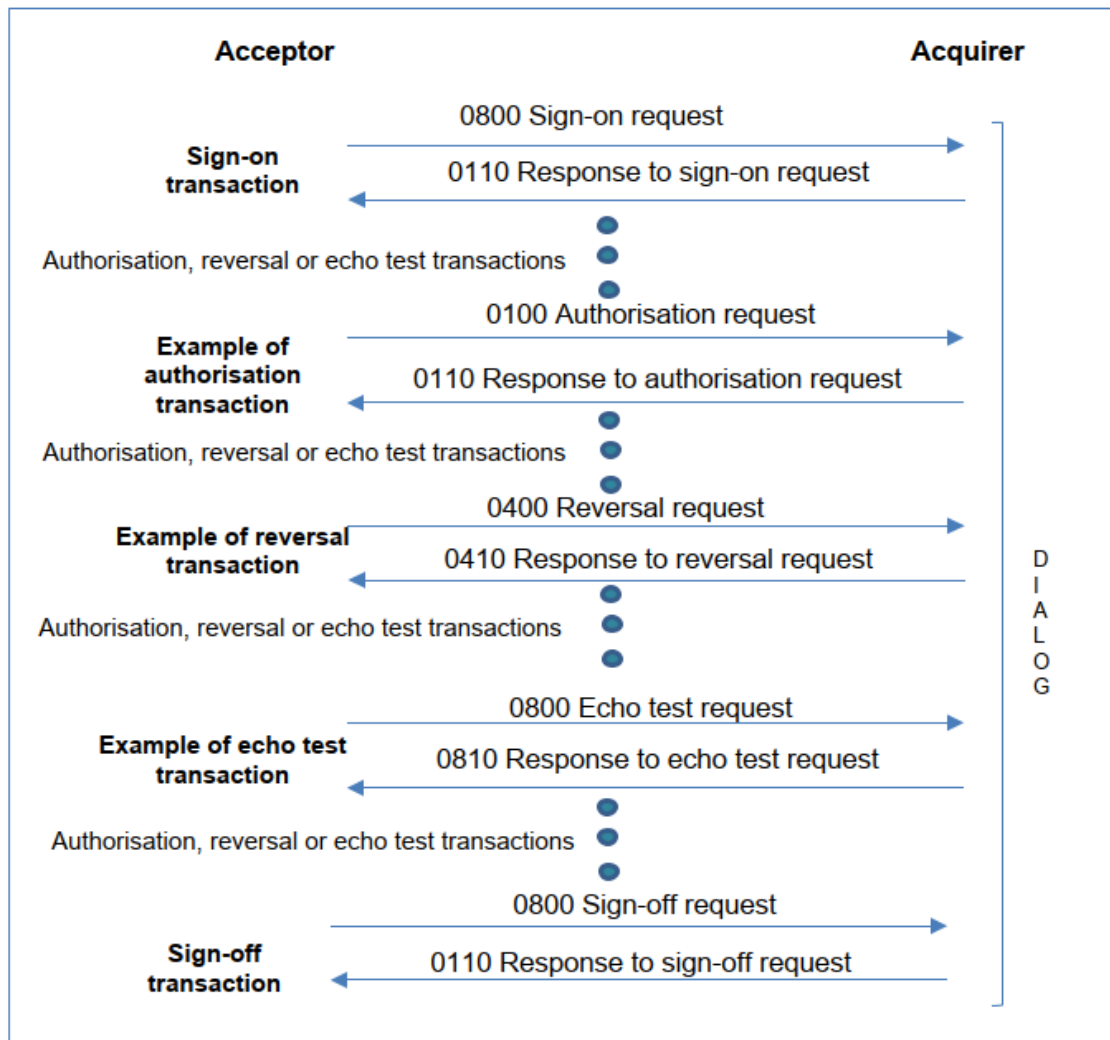 Acceptor Acquirer
0800 Sign-on request
Sign-on
transaction
0110 Response to sign-on request
Authorisation, reversal or echo test transactions
0100 Authorisation request
Example of
authorisation
transaction
0110 Response to authorisation request
Authorisation, reversal or echo test transactions
0400 Reversal request
Example of reversal
transaction
0410 Response to reversal request
Authorisation, reversal or echo test transactions
0800 Echo test request
Example of echo test
transaction
0810 Response to echo test request
Authorisation, reversal or echo test transactions
0800 Sign-off request
Sign-off
transaction
0110 Response to sign-off request
D
I
A
L
O
G